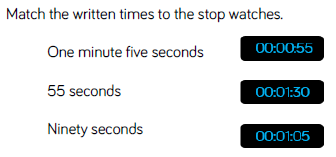 Match the written times to the stop watches.
One minute five seconds
00:00:55
55 seconds
00:01:30
Ninety seconds
00:01:05